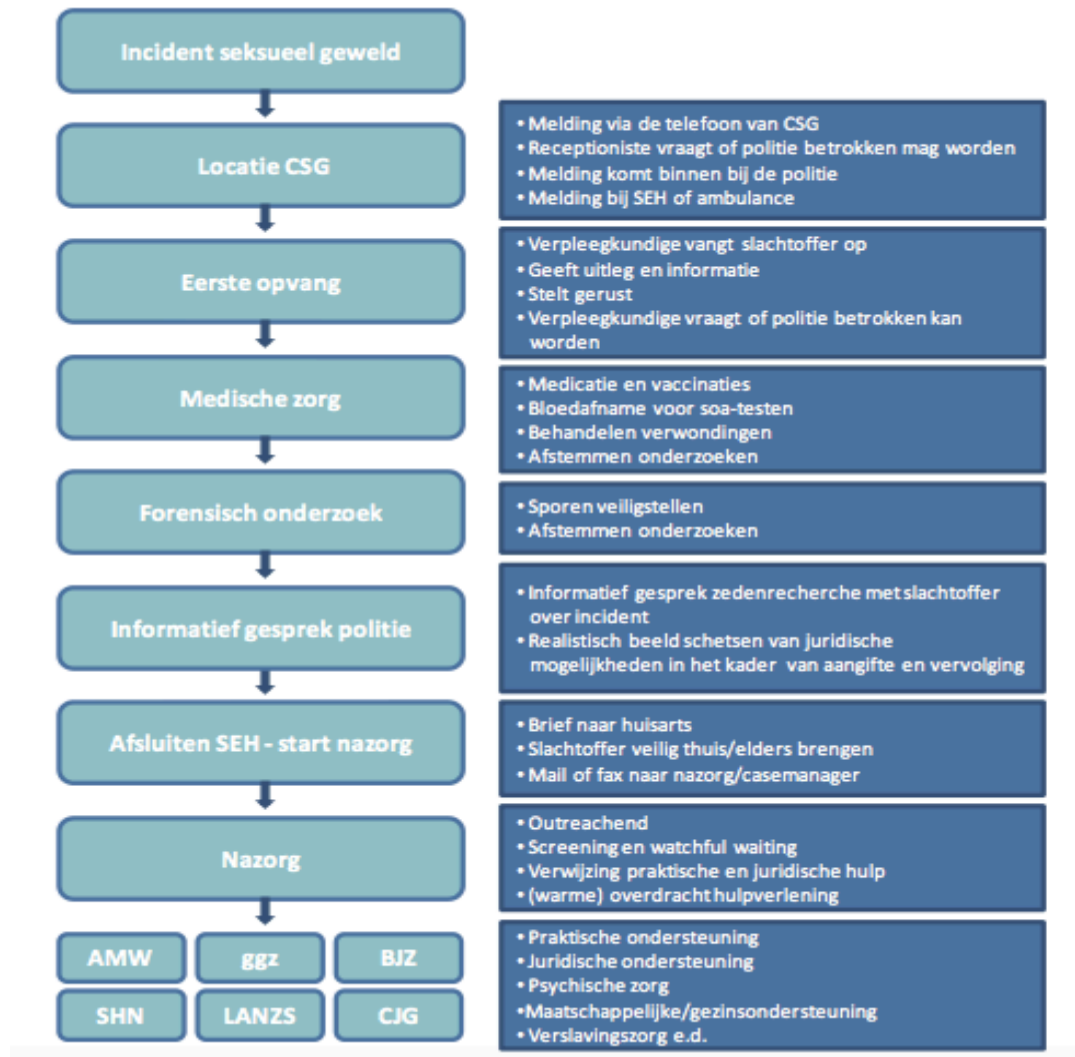 Incident seksueel geweld
Locatie CSG
• Melding via de telefoon van CSG
• Receptioniste vraagt of politie betrokken mag worden
• Melding komt binnen bij de politie
• Melding bij SEH of ambulance
Eerste opvang
• Verpleegkundige vangt slachtoffer op
• Geeft uitleg en informatie
• Stelt gerust
• Verpleegkundige vraagt of politie betrokken kan
worden
Medische zorg
• Medicatie en vaccinaties
• Bloedafname voor soa-testen
• Behandelen verwondingen
• Afstemmen onderzoeken
Forensisch onderzoek
• Sporen veiligstellen
• Afstemmen onderzoeken
Informatief gesprek politie
• Informatief gesprek zedenrecherche met slachtoffer
over incident
• Realistisch beeld schetsen van juridische
mogelijkheden in het kader van aangifte en vervolging
Afsluiten SEH - start nazorg
• Brief naar huisarts
• Slachtoffer veilig thuis/elders brengen
• Mail of fax naar nazorg/casemanager
Nazorg
• Outreachend
• Screening en watchful waiting
• Verwijzing praktische en juridische hulp
• (warme) overdracht hulpverlening
AMW
ggz
BJZ
SHN
LANZS
CJG
• Praktische ondersteuning
• Juridische ondersteuning
• Psychische zorg
• Maatschappelijke/gezinsondersteuning
• Verslavingszorg e.d.